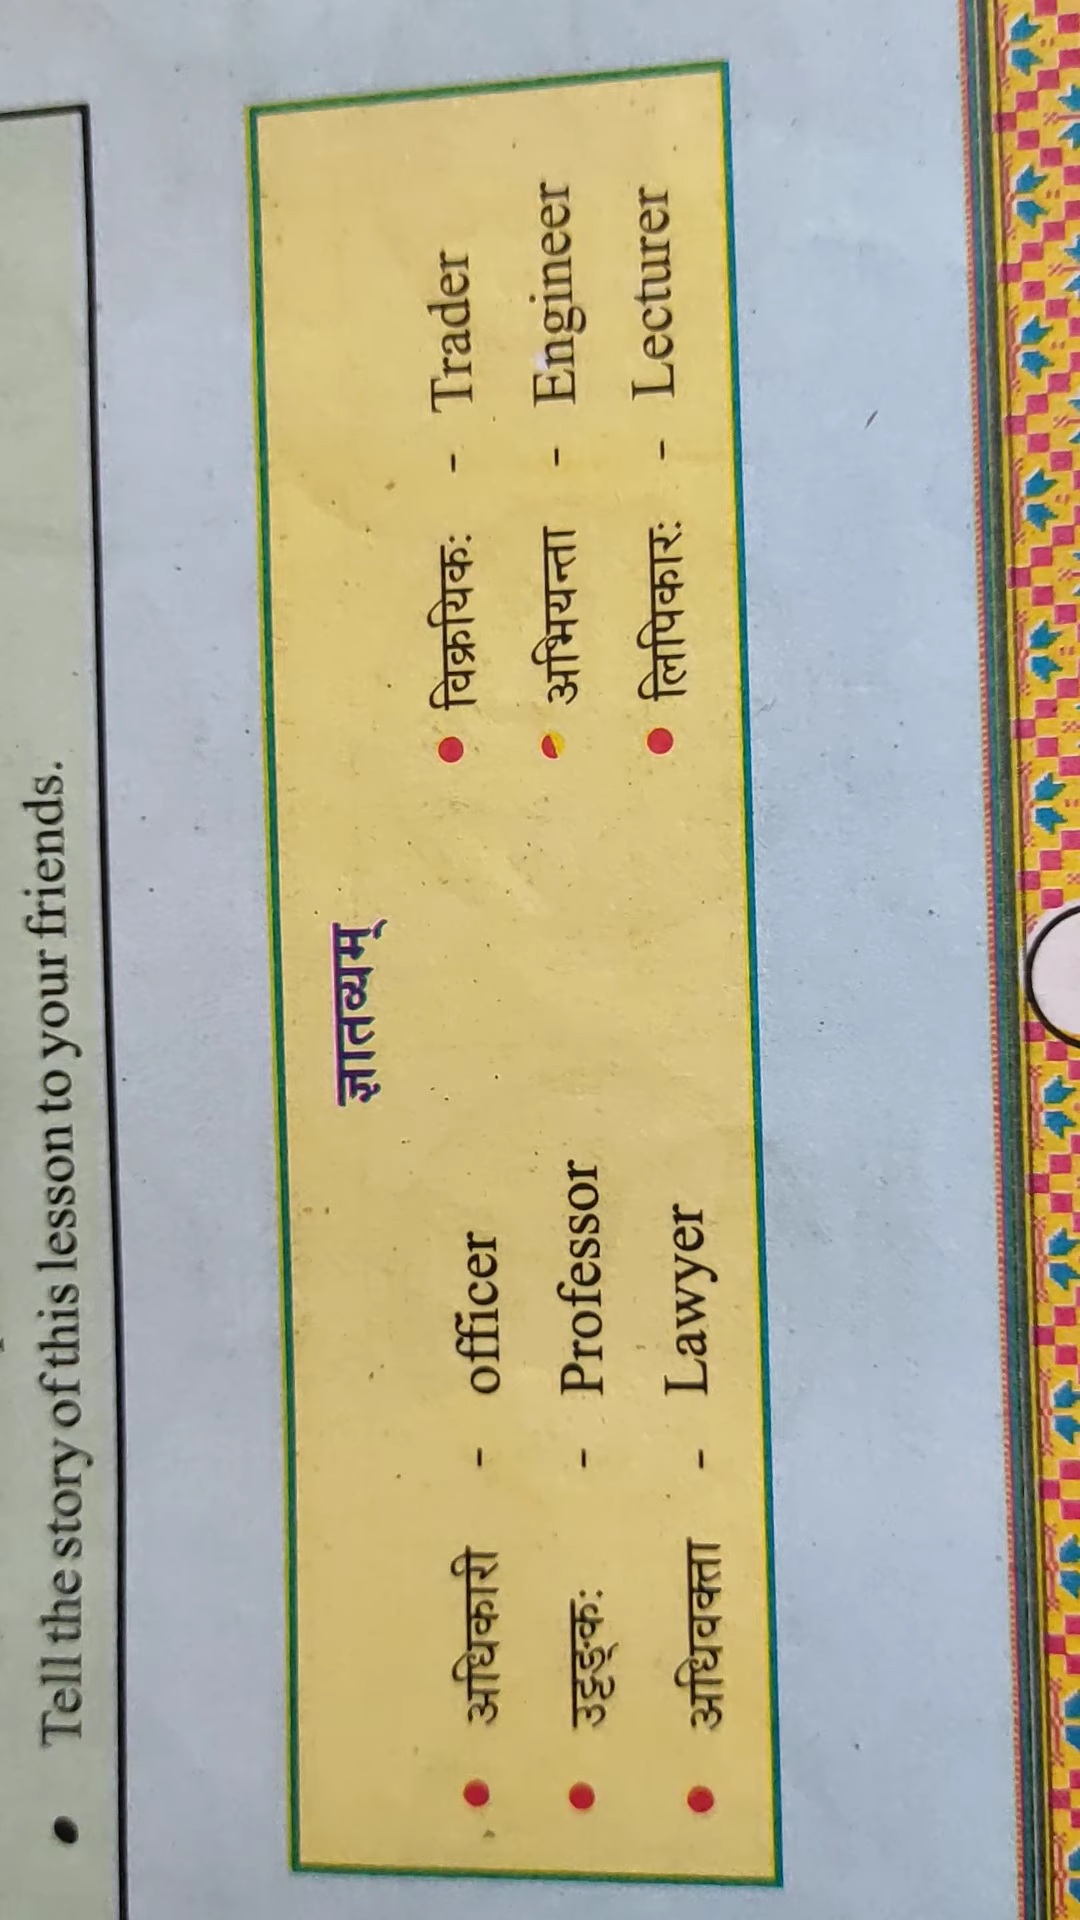 • Tell the story of this lesson to your friends.
ज्ञातव्यम्
• अधिकारी - officer • विक्रयिकः - Trader
• उट्टङ्ककः - Professor • अभियन्ता - Engineer
• अधिवक्ता - Lawyer • लिपिकारः - Lecturer